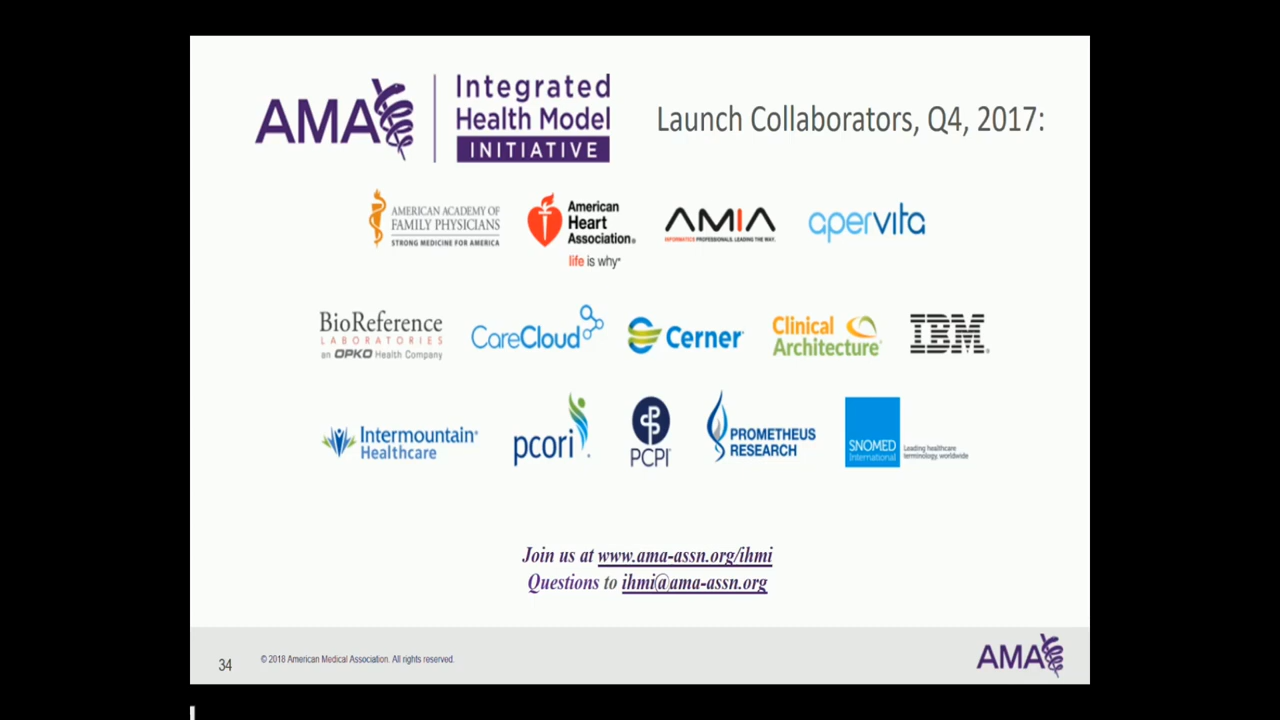 AMA
Integrated
Health Model
INITIATIVE
Launch Collaborators, Q4, 2017:
AMERICAN ACADEMY OF
FAMILY PHYSICIANS
STRONG MEDICINE FOR AMERICA
American
Heart
Association®
life is why®
AMIA
INFORMATICS PROFESSIONALS. LEADING THE WAY.
apervita
BioReference
LABORATORIES
an OPKO Health Company
CareCloud
Cerner
Clinical
Architecture
IBM®
Intermountain®
Healthcare
pcori
PCPI
PROMETHEUS
RESEARCH
SNOMED
International
Leading healthcare
terminology, worldwide
Join us at www.ama-assn.org/ihmi
Questions to ihmi@ama-assn.org
34
© 2018 American Medical Association. All rights reserved.
AMA